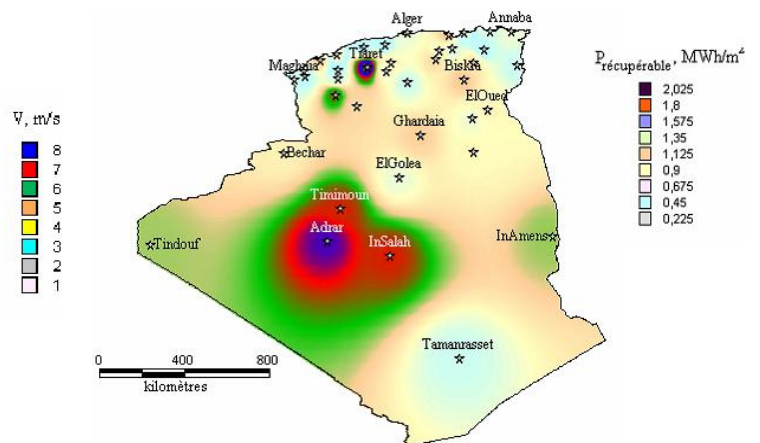 Alger
Annaba
Tiaret
Maghnia
Biskra
ElOued
Ghardaia
Bechar
ElGolea
Timimoun
Adrar
InSalah
InAmens
Tindouf
Tamanrasset
V, m/s
8
7
6
5
4
3
2
1
P récupérable, MWh/m²
2,025
1,8
1,575
1,35
1,125
0,9
0,675
0,45
0,225
0 400 800
kilomètres